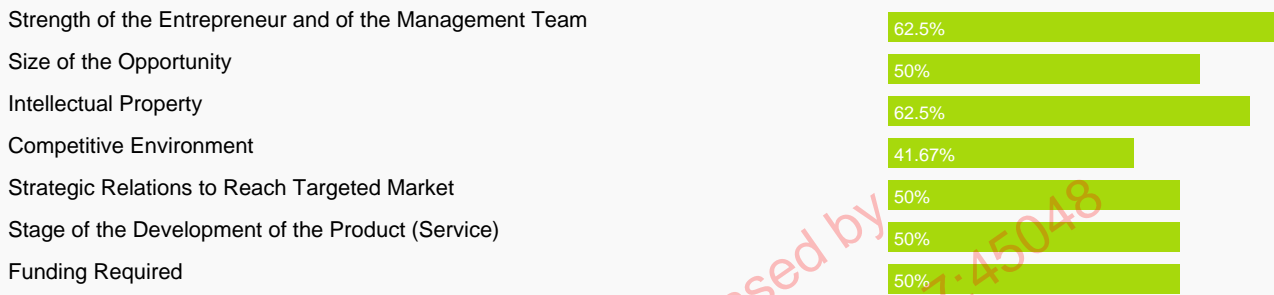 Strength of the Entrepreneur and of the Management Team 62.5%
Size of the Opportunity 50%
Intellectual Property 62.5%
Competitive Environment 41.67%
Strategic Relations to Reach Targeted Market 50%
Stage of the Development of the Product (Service) 50%
Funding Required 50%
by
45048